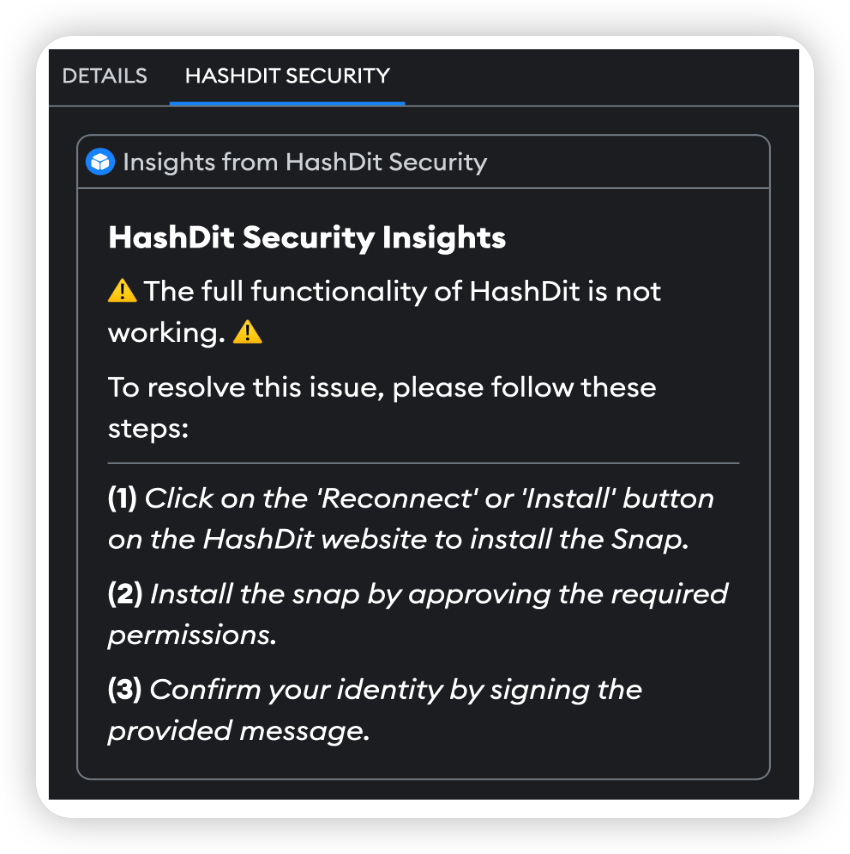 DETAILS HASHDIT SECURITY
Insights from HashDit Security
HashDit Security Insights
⚠️ The full functionality of HashDit is not
working. ⚠️
To resolve this issue, please follow these
steps:
(1) Click on the 'Reconnect' or 'Install' button
on the HashDit website to install the Snap.
(2) Install the snap by approving the required
permissions.
(3) Confirm your identity by signing the
provided message.